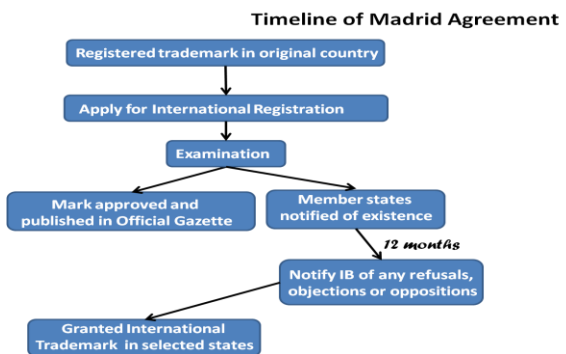 Timeline of Madrid Agreement
Registered trademark in original country
Apply for International Registration
Examination
Mark approved and
published in Official Gazette
Member states
notified of existence
12 months
Notify IB of any refusals,
objections or oppositions
Granted International
Trademark in selected states